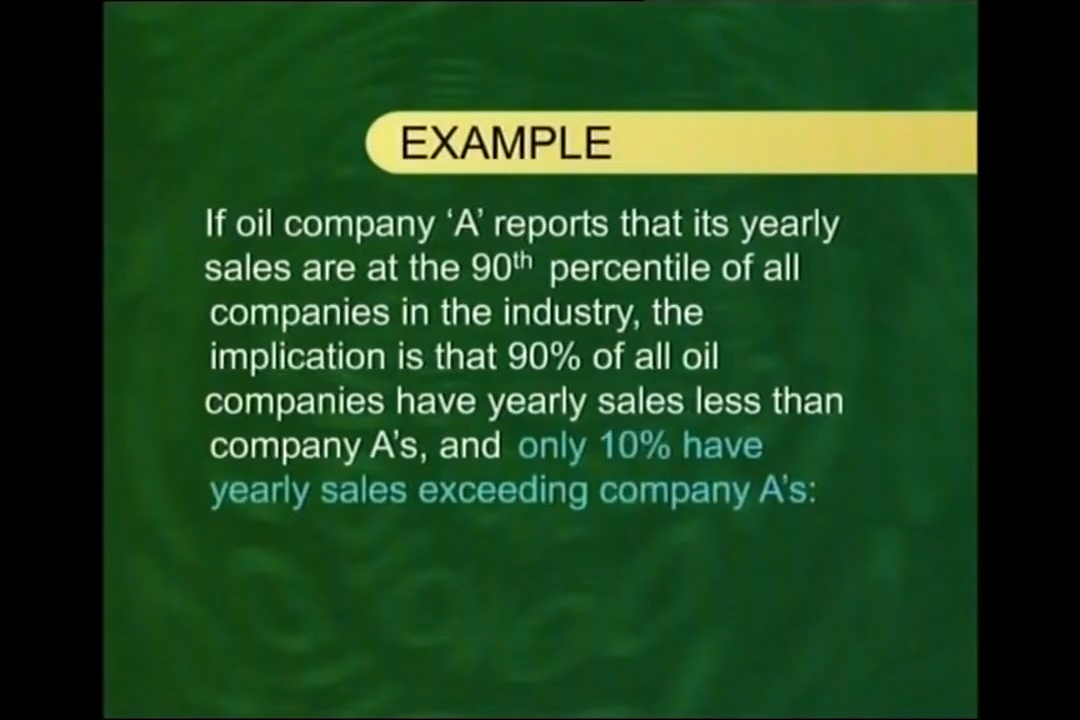 EXAMPLE
If oil company ‘A’ reports that its yearly
sales are at the 90th percentile of all
companies in the industry, the
implication is that 90% of all oil
companies have yearly sales less than
company A’s, and only 10% have
yearly sales exceeding company A’s: